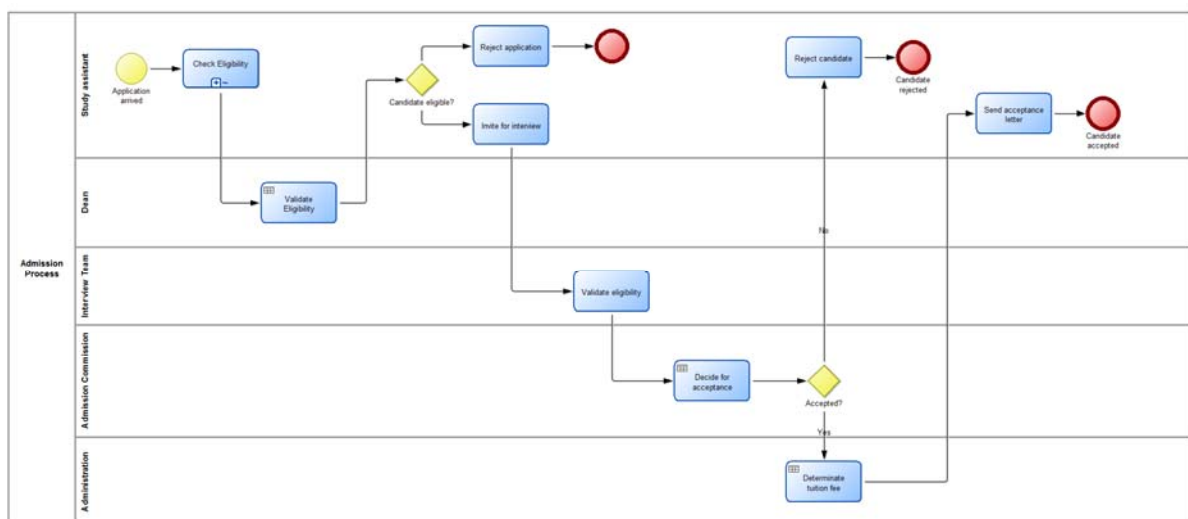 Admission
Process
Study assistant
Application
arrived
Check Eligibility
Candidate eligible?
Reject application
Invite for interview
Reject candidate
Candidate
rejected
Send acceptance
letter
Candidate
accepted
Dean
Validate
Eligibility
No
Interview Team
Validate eligibility
Admission Commission
Decide for
acceptance
Accepted?
Yes
Administration
Determinate
tuition fee